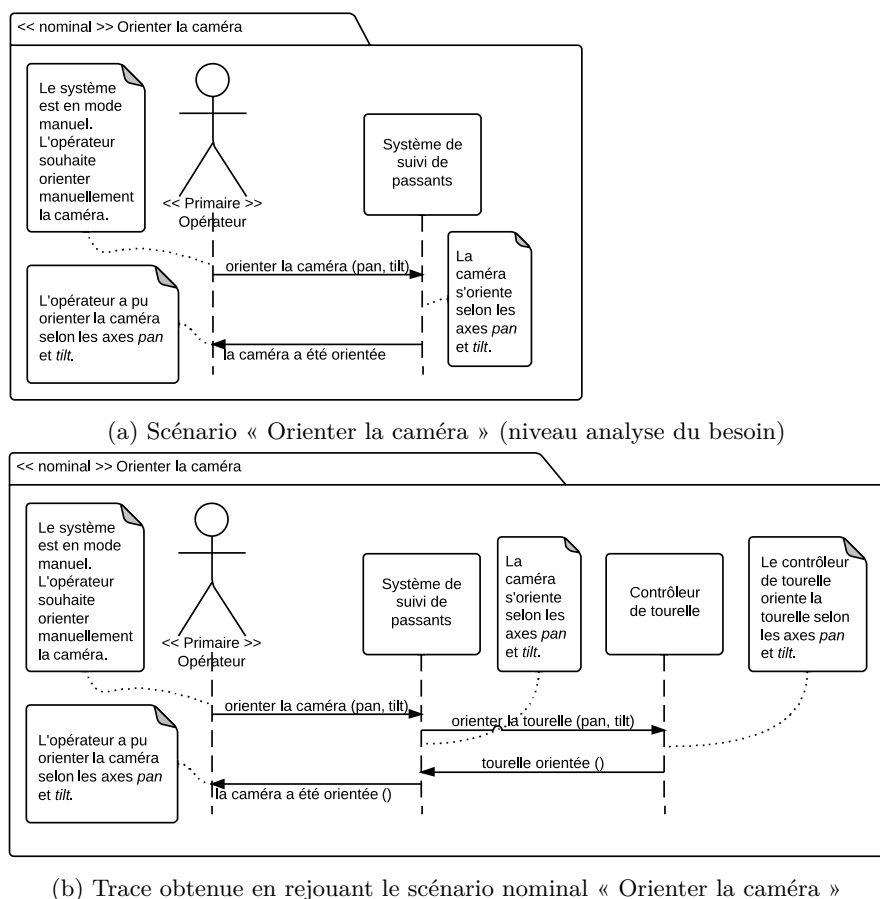 << nominal >> Orienter la caméra
Le système
est en mode
manuel.
L'opérateur
souhaite
orienter
manuellement
la caméra.
<< Primaire >>
Opérateur
Système de
suivi de
passants
orienter la caméra (pan, tilt)
La
caméra
s'oriente
selon les
axes pan
et tilt.
L'opérateur a pu
orienter la caméra
selon les axes pan
et tilt.
la caméra a été orientée
(a) Scénario « Orienter la caméra » (niveau analyse du besoin)
<< nominal >> Orienter la caméra
Le système
est en mode
manuel.
L'opérateur
souhaite
orienter
manuellement
la caméra.
<< Primaire >>
Opérateur
Système de
suivi de
passants
La
caméra
s'oriente
selon les
axes pan
et tilt.
Contrôleur
de tourelle
Le contrôleur
de tourelle
oriente la
tourelle selon
les axes pan
et tilt.
orienter la caméra (pan, tilt)
orienter la tourelle (pan, tilt)
L'opérateur a pu
orienter la caméra
selon les axes pan
et tilt.
tourelle orientée ()
la caméra a été orientée ()
(b) Trace obtenue en rejouant le scénario nominal « Orienter la caméra »